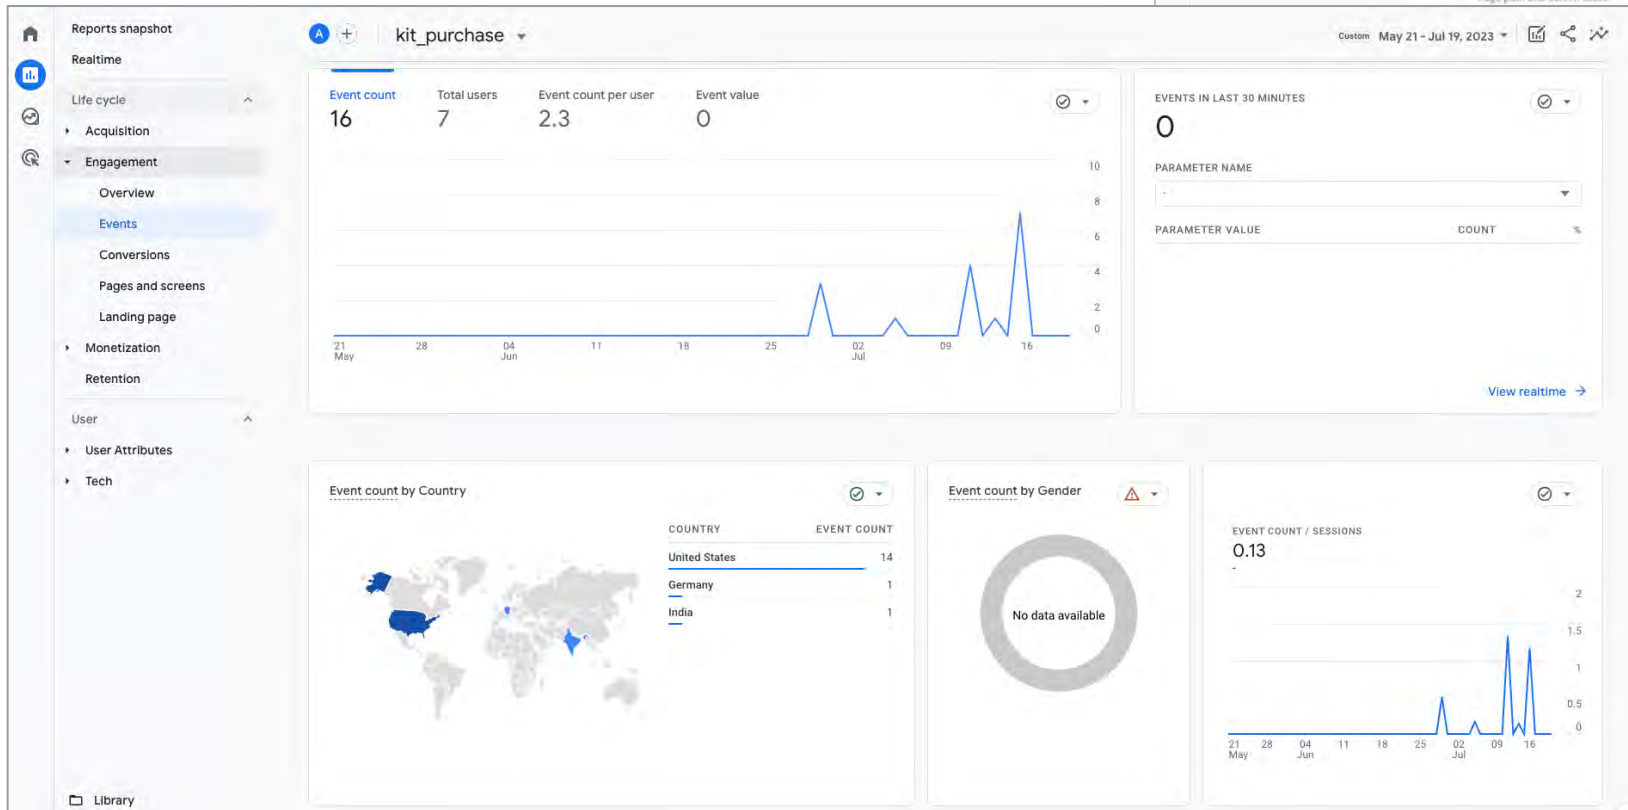 Reports snapshot
Realtime
Life cycle
Acquisition
Engagement
Overview
Events
Conversions
Pages and screens
Landing page
Monetization
Retention
User
User Attributes
Tech
Library
A
kit_purchase
Custom May 21 - Jul 19, 2023
Event count Total users Event count per user Event value
16 7 2.3 0
10
8
6
4
2
0
21 28 04 11 18 25 02 09 16
May Jun Jul
EVENTS IN LAST 30 MINUTES
0
PARAMETER NAME
-
PARAMETER VALUE COUNT %
View realtime
Event count by Country
COUNTRY EVENT COUNT
United States 14
Germany 1
India 1
Event count by Gender
No data available
EVENT COUNT / SESSIONS
0.13
-
2
1.5
1
0.5
0
21 28 04 11 18 25 02 09 16
May Jun Jul